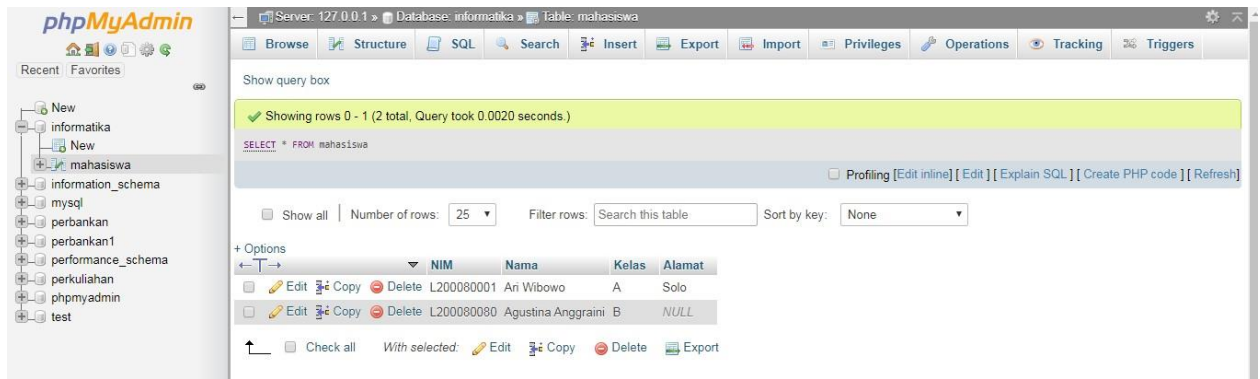 phpMyAdmin
Recent Favorites
New
informatika
New
mahasiswa
information_schema
mysql
perbankan
perbankan1
performance_schema
perkuliahan
phpmyadmin
test
Server: 127.0.0.1 » Database: informatika » Table: mahasiswa
Browse Structure SQL Search Insert Export Import Privileges Operations Tracking Triggers
Show query box
Showing rows 0 - 1 (2 total, Query took 0.0020 seconds.)
SELECT * FROM mahasiswa
Profiling [Edit inline] [ Edit ] [ Explain SQL ] [ Create PHP code ] [ Refresh]
Show all | Number of rows: 25 Filter rows: Search this table Sort by key: None
+ Options
←T→ NIM Nama Kelas Alamat
Edit Copy Delete L200080001 Ari Wibowo A Solo
Edit Copy Delete L200080080 Agustina Anggraini B NULL
Check all With selected: Edit Copy Delete Export